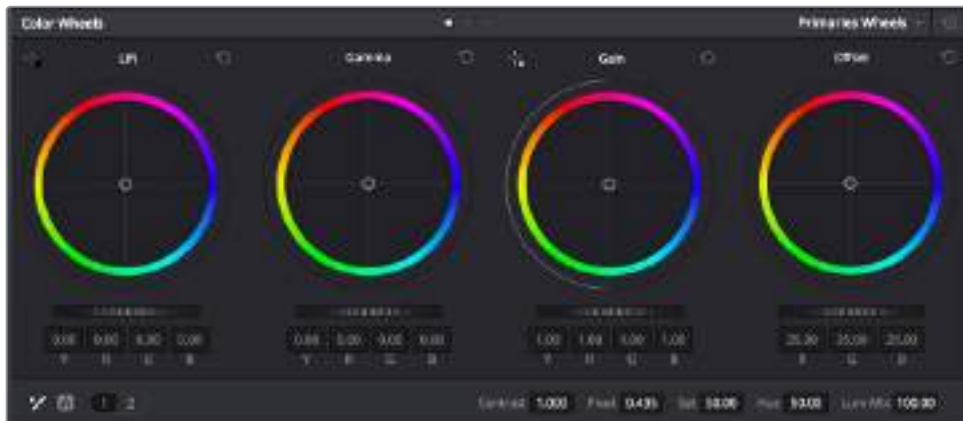 Color Wheels Primaries Wheels
Lift Gamma Gain Offset
0.00 0.00 0.00 0.00 0.00 0.00 0.00 0.00 1.00 1.00 1.00 25.00 25.00 25.00
Y R G B Y R G B Y R G B R G B
1 2 Contrast 1.000 Pivot 0.435 Sat 50.00 Hue 50.00 Lum Mix 100.00